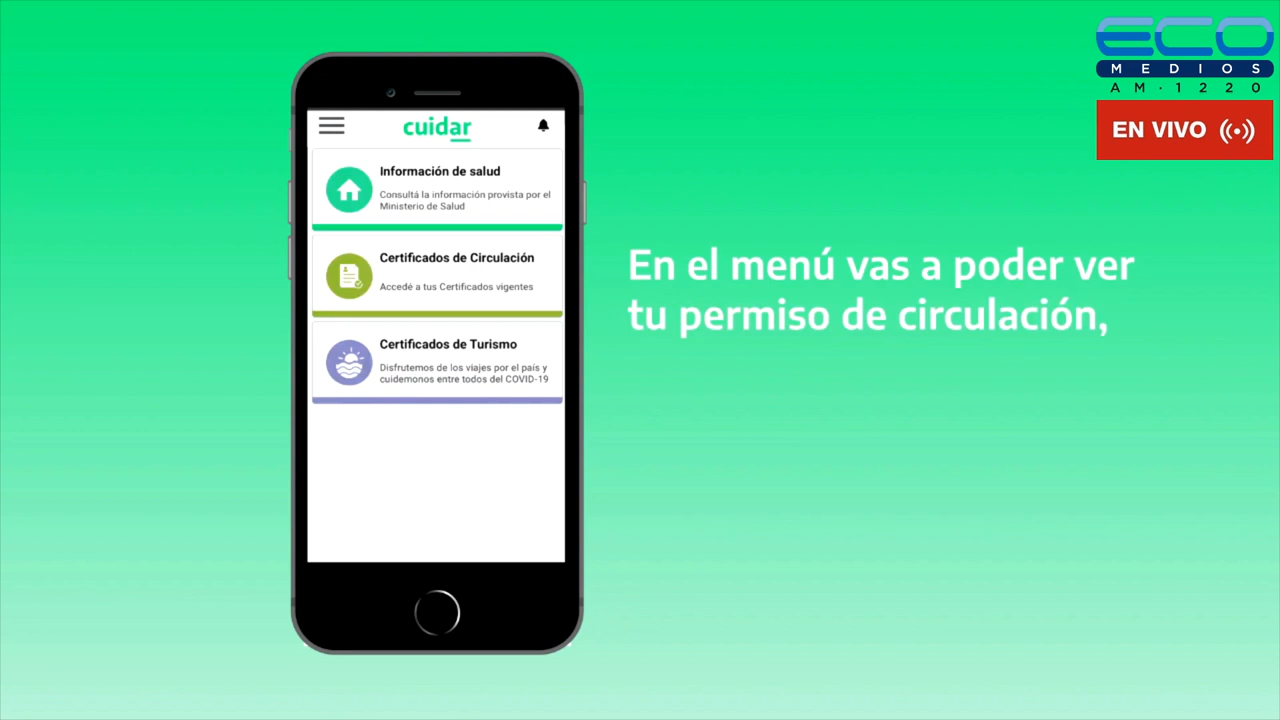 ECO
MEDIOS
AM·1220
EN VIVO
cuidar
Información de salud
Consultá la información provista por el
Ministerio de Salud
Certificados de Circulación
Accedé a tus Certificados vigentes
Certificados de Turismo
Disfrutemos de los viajes por el país y
cuidemonos entre todos del COVID-19
En el menú vas a poder ver
tu permiso de circulación,